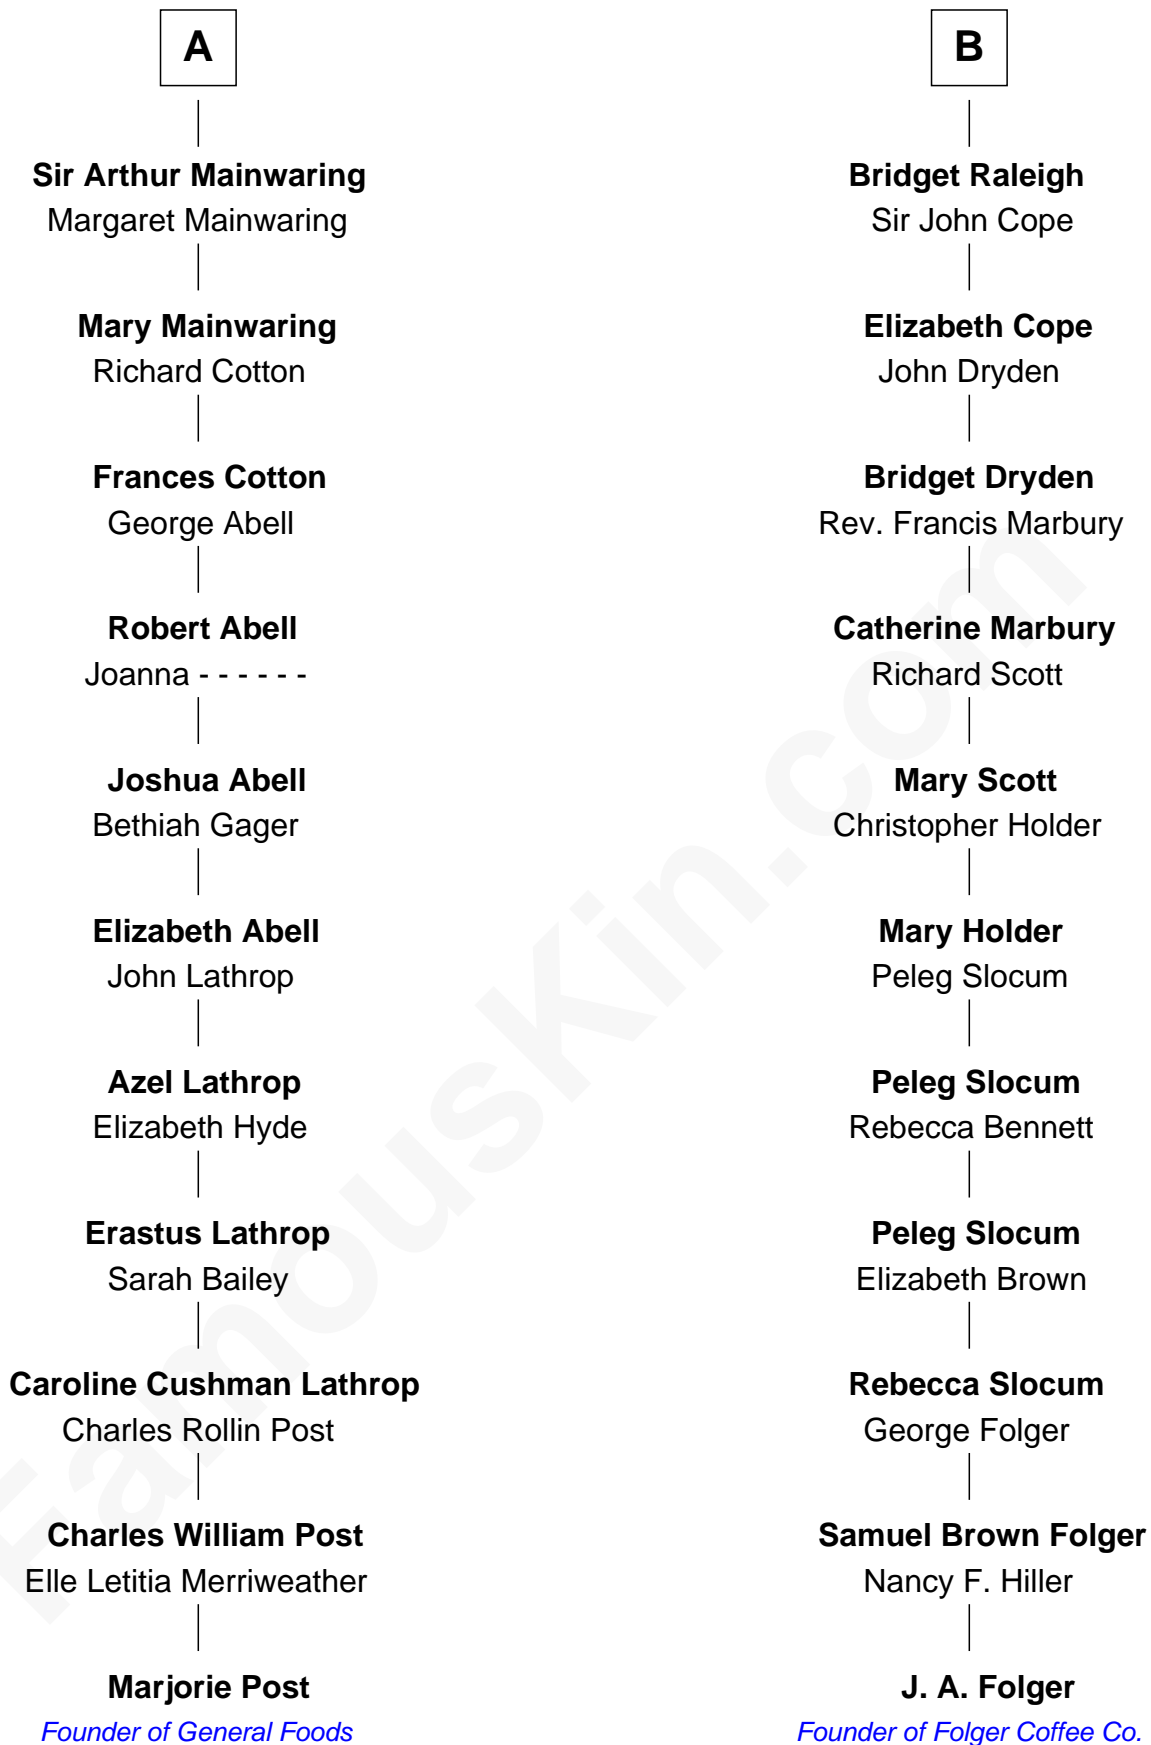 A
Sir Arthur Mainwaring
Margaret Mainwaring
Mary Mainwaring
Richard Cotton
Frances Cotton
George Abell
Robert Abell
Joanna - - - - - -
Joshua Abell
Bethiah Gager
Elizabeth Abell
John Lathrop
Azel Lathrop
Elizabeth Hyde
Erastus Lathrop
Sarah Bailey
Caroline Cushman Lathrop
Charles Rollin Post
Charles William Post
Elle Letitia Merriweather
Marjorie Post
Founder of General Foods
B
Bridget Raleigh
Sir John Cope
Elizabeth Cope
John Dryden
Bridget Dryden
Rev. Francis Marbury
Catherine Marbury
Richard Scott
Mary Scott
Christopher Holder
Mary Holder
Peleg Slocum
Peleg Slocum
Rebecca Bennett
Peleg Slocum
Elizabeth Brown
Rebecca Slocum
George Folger
Samuel Brown Folger
Nancy F. Hiller
J. A. Folger
Founder of Folger Coffee Co.
FamousKin.com